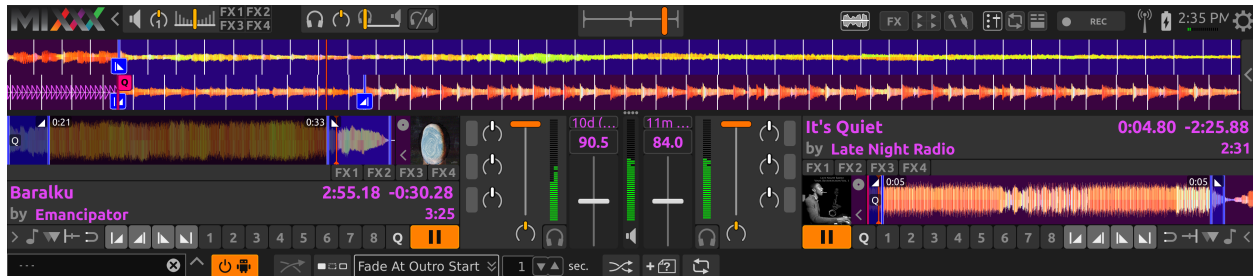 MIXXX
1
FX1 FX2
FX3 FX4
FX
REC
2:35 PM
Q
0:21
0:33
Q
FX1 FX2 FX3 FX4
Baralku
2:55.18 -0:30.28
by Emancipator
3:25
1 2 3 4 5 6 7 8 Q
10d (...
90.5
11m ...
84.0
It's Quiet
0:04.80 -2:25.88
by Late Night Radio
2:31
FX1 FX2 FX3 FX4
0:05
0:05
Q
Q 1 2 3 4 5 6 7 8
---
Fade At Outro Start
1
sec.